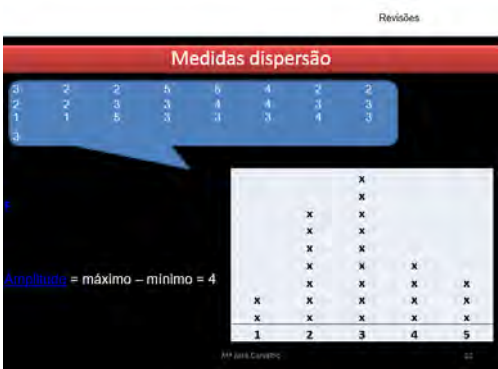 Revisões
Medidas dispersão
3 2 2 5 5 4 2 2
2 2 3 3 4 4 3 3
1 1 5 3 3 3 4 3
3
x
x
x x
x x
x x
x x x
x x x x
x x x x x
x x x x x
1 2 3 4 5
Amplitude = máximo – mínimo = 4